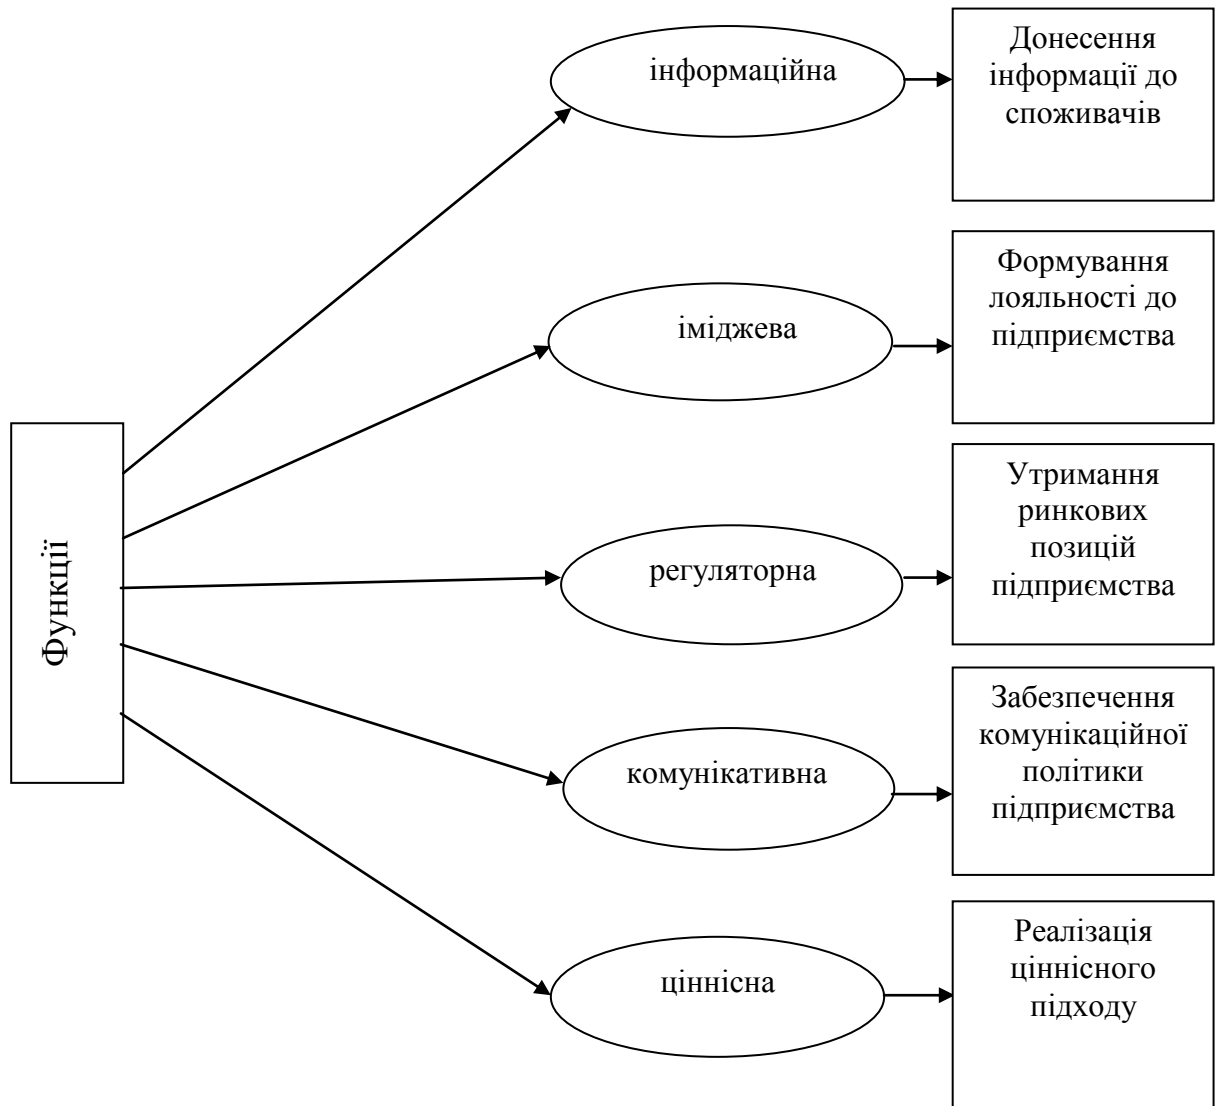 Функції
інформаційна
Донесення
інформації до
споживачів
іміджева
Формування
лояльності до
підприємства
регуляторна
Утримання
ринкових
позицій
підприємства
комунікативна
Забезпечення
комунікаційної
політики
підприємства
ціннісна
Реалізація
ціннісного
підходу